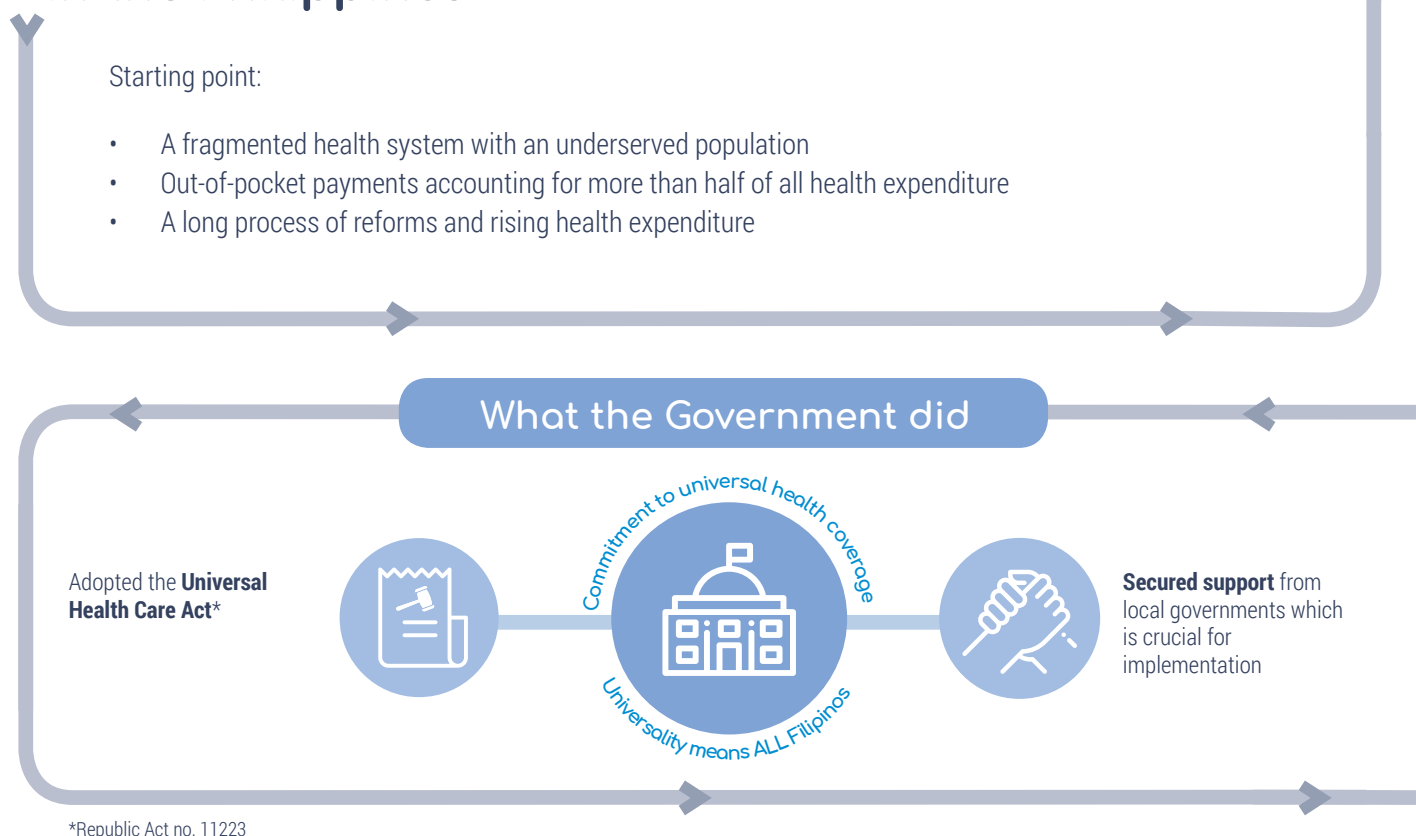 Starting point:
• A fragmented health system with an underserved population
• Out-of-pocket payments accounting for more than half of all health expenditure
• A long process of reforms and rising health expenditure
What the Government did
Commitment to universal health coverage
Adopted the Universal
Health Care Act*
Secured support from
local governments which
is crucial for
implementation
Universality means ALL Filipinos
*Republic Act no. 11223